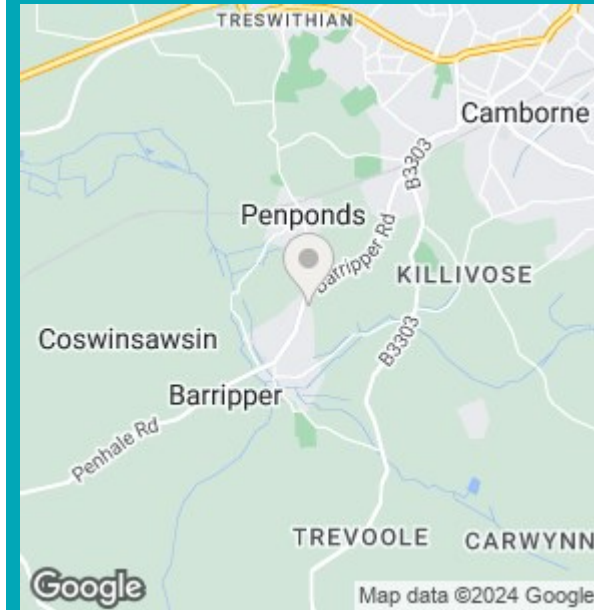 TRESWITHIAN
Camborne
B3303
Penponds
Barripper Rd
KILLIVOSE
Coswinsawsin
B3303
Barripper
Penhale Rd
TREVOOLE
CARWYNN
Google
Map data ©2024 Google